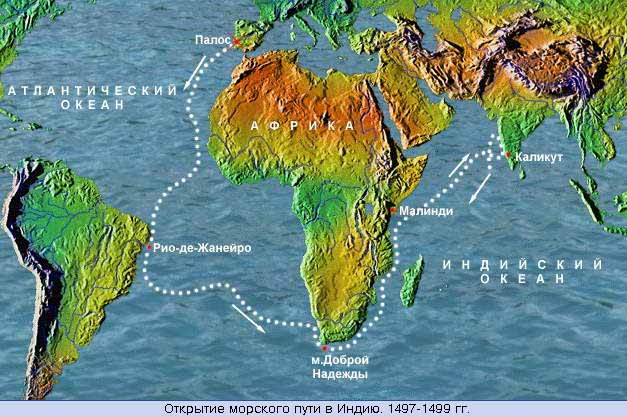 Палос
АТЛАНТИЧЕСКИЙ
ОКЕАН
АФРИКА
Каликут
Малинди
Рио-де-Жанейро
ИНДИЙСКИЙ
ОКЕАН
м.Доброй
Надежды
Открытие морского пути в Индию. 1497-1499 гг.